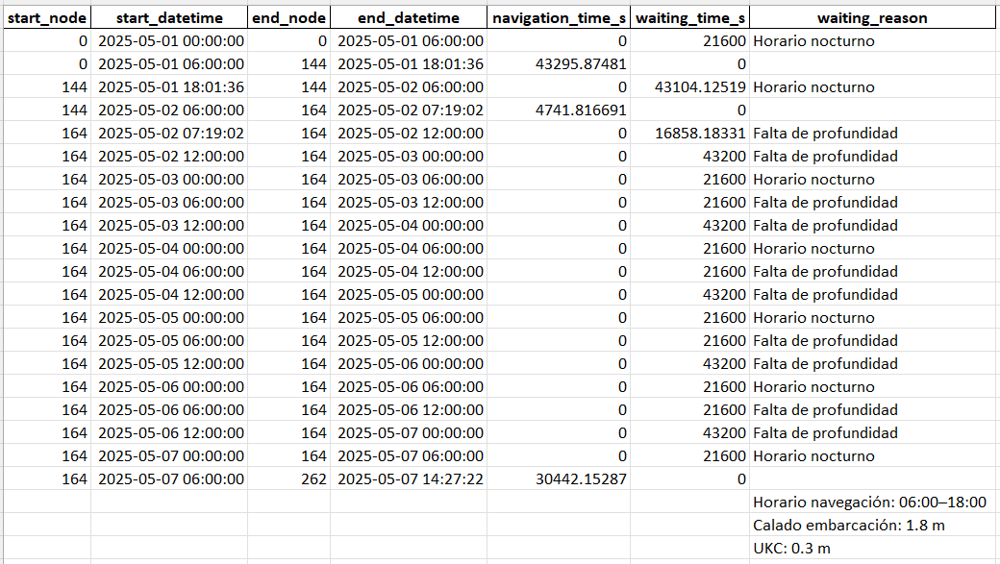 start_node start_datetime end_node end_datetime navigation_time_s waiting_time_s waiting_reason
0 2025-05-01 00:00:00 0 2025-05-01 06:00:00 0 21600 Horario nocturno
0 2025-05-01 06:00:00 144 2025-05-01 18:01:36 43295.87481 0
144 2025-05-01 18:01:36 144 2025-05-02 06:00:00 0 43104.12519 Horario nocturno
144 2025-05-02 06:00:00 164 2025-05-02 07:19:02 4741.816691 0
164 2025-05-02 07:19:02 164 2025-05-02 12:00:00 0 16858.18331 Falta de profundidad
164 2025-05-02 12:00:00 164 2025-05-03 00:00:00 0 43200 Falta de profundidad
164 2025-05-03 00:00:00 164 2025-05-03 06:00:00 0 21600 Horario nocturno
164 2025-05-03 06:00:00 164 2025-05-03 12:00:00 0 21600 Falta de profundidad
164 2025-05-03 12:00:00 164 2025-05-04 00:00:00 0 43200 Falta de profundidad
164 2025-05-04 00:00:00 164 2025-05-04 06:00:00 0 21600 Horario nocturno
164 2025-05-04 06:00:00 164 2025-05-04 12:00:00 0 21600 Falta de profundidad
164 2025-05-04 12:00:00 164 2025-05-05 00:00:00 0 43200 Falta de profundidad
164 2025-05-05 00:00:00 164 2025-05-05 06:00:00 0 21600 Horario nocturno
164 2025-05-05 06:00:00 164 2025-05-05 12:00:00 0 21600 Falta de profundidad
164 2025-05-05 12:00:00 164 2025-05-06 00:00:00 0 43200 Falta de profundidad
164 2025-05-06 00:00:00 164 2025-05-06 06:00:00 0 21600 Horario nocturno
164 2025-05-06 06:00:00 164 2025-05-06 12:00:00 0 21600 Falta de profundidad
164 2025-05-06 12:00:00 164 2025-05-07 00:00:00 0 43200 Falta de profundidad
164 2025-05-07 00:00:00 164 2025-05-07 06:00:00 0 21600 Horario nocturno
164 2025-05-07 06:00:00 262 2025-05-07 14:27:22 30442.15287 0
Horario navegación: 06:00–18:00
Calado embarcación: 1.8 m
UKC: 0.3 m